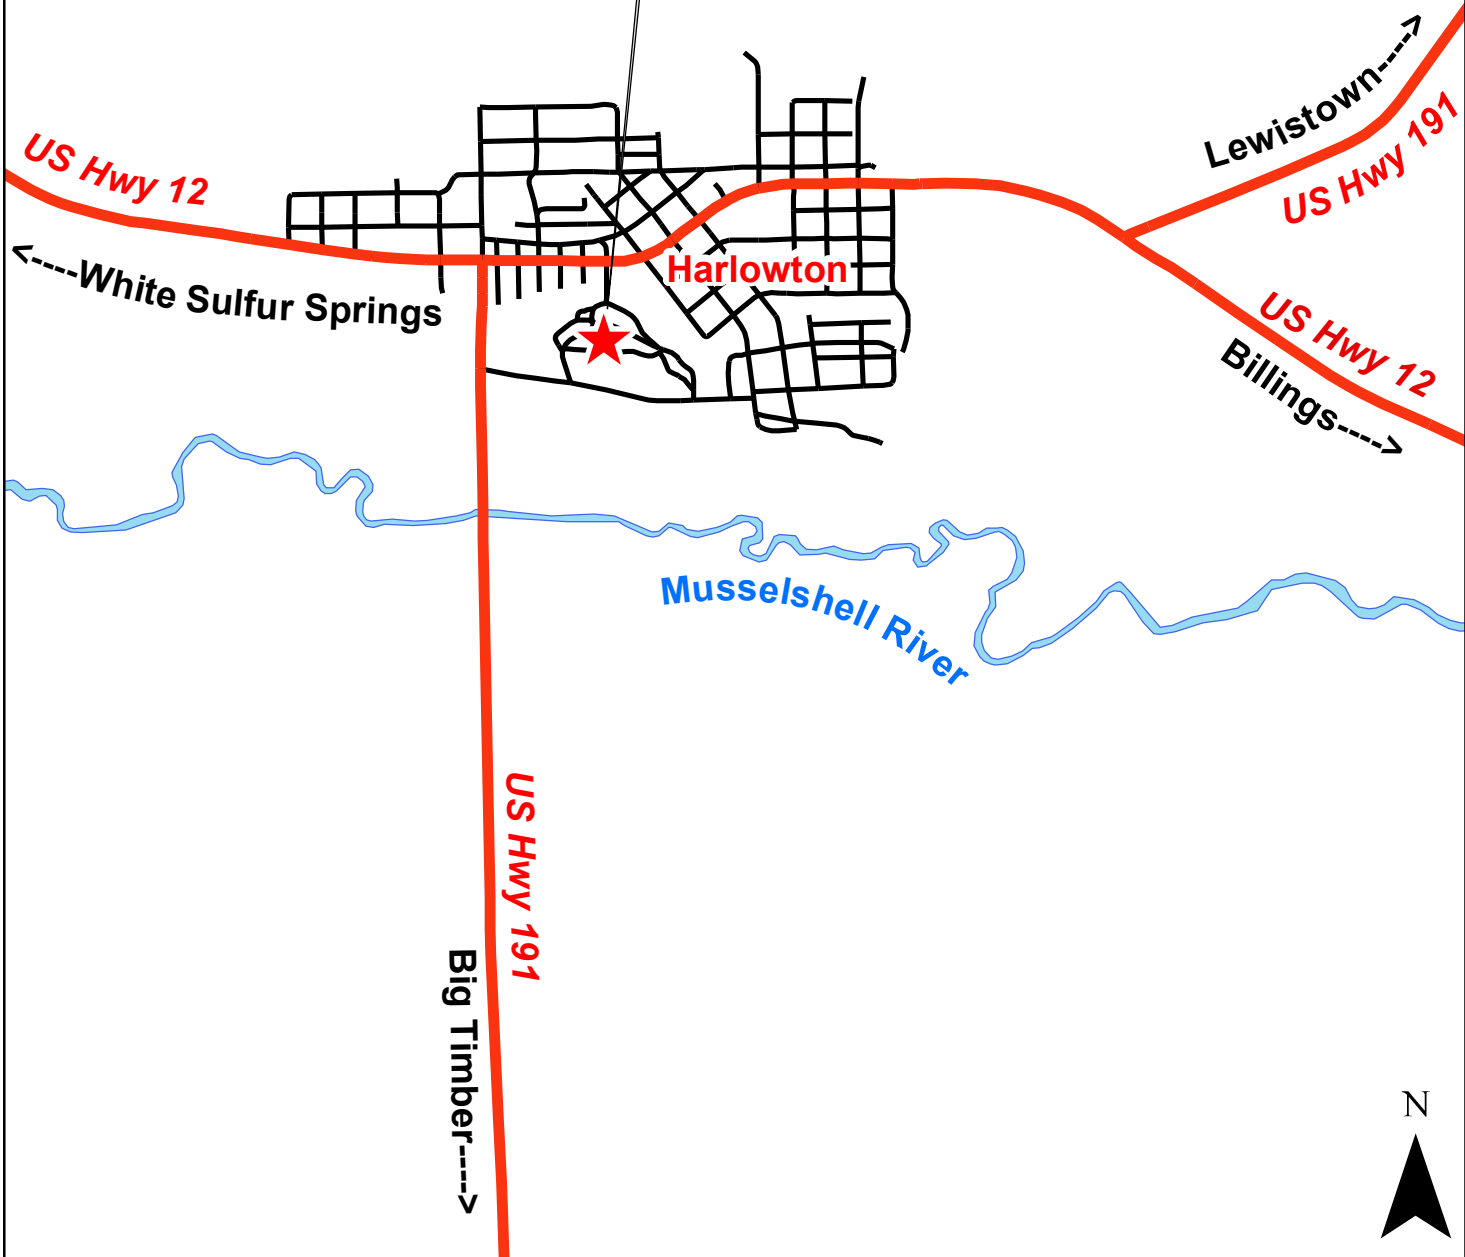 Lewistown---->
US Hwy 191
US Hwy 12
<----White Sulfur Springs
Harlowton
US Hwy 12
Billings---->
Musselshell River
US Hwy 191
Big Timber---->
N